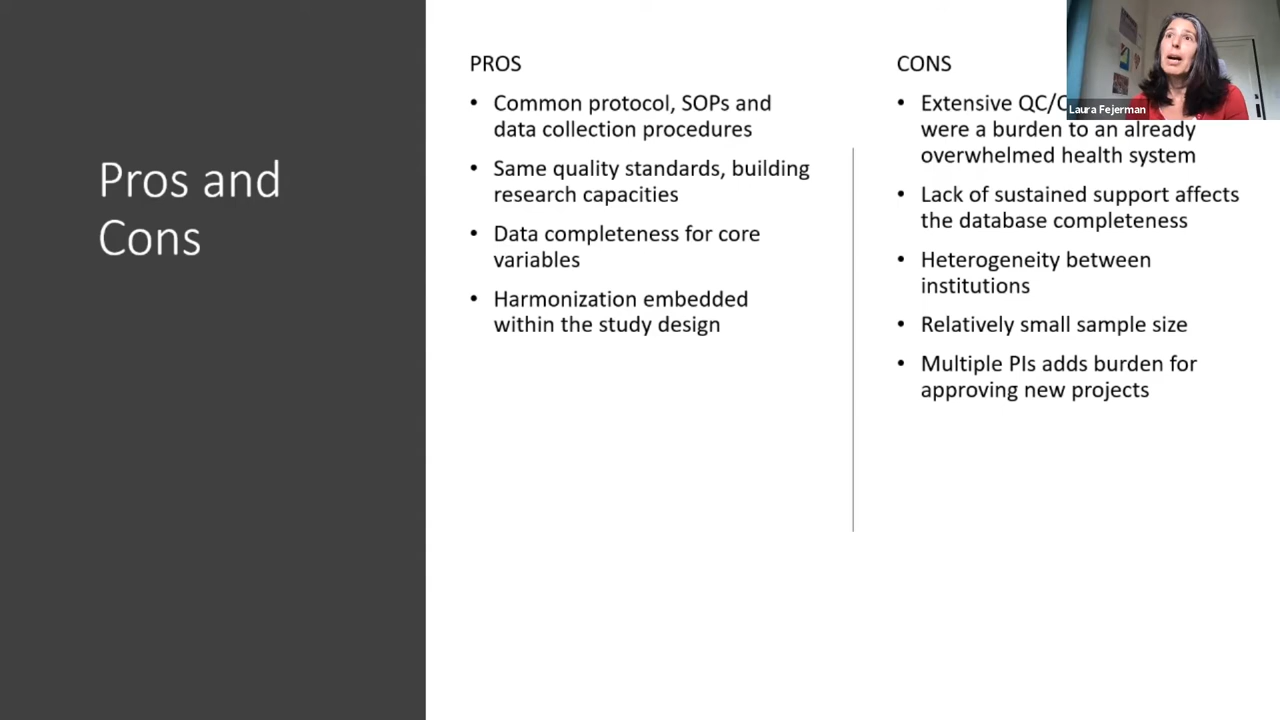 Pros and
Cons
PROS
• Common protocol, SOPs and
data collection procedures
• Same quality standards, building
research capacities
• Data completeness for core
variables
• Harmonization embedded
within the study design
CONS
• Extensive QC/
were a burden to an already
overwhelmed health system
• Lack of sustained support affects
the database completeness
• Heterogeneity between
institutions
• Relatively small sample size
• Multiple PIs adds burden for
approving new projects
Laura Fejerman